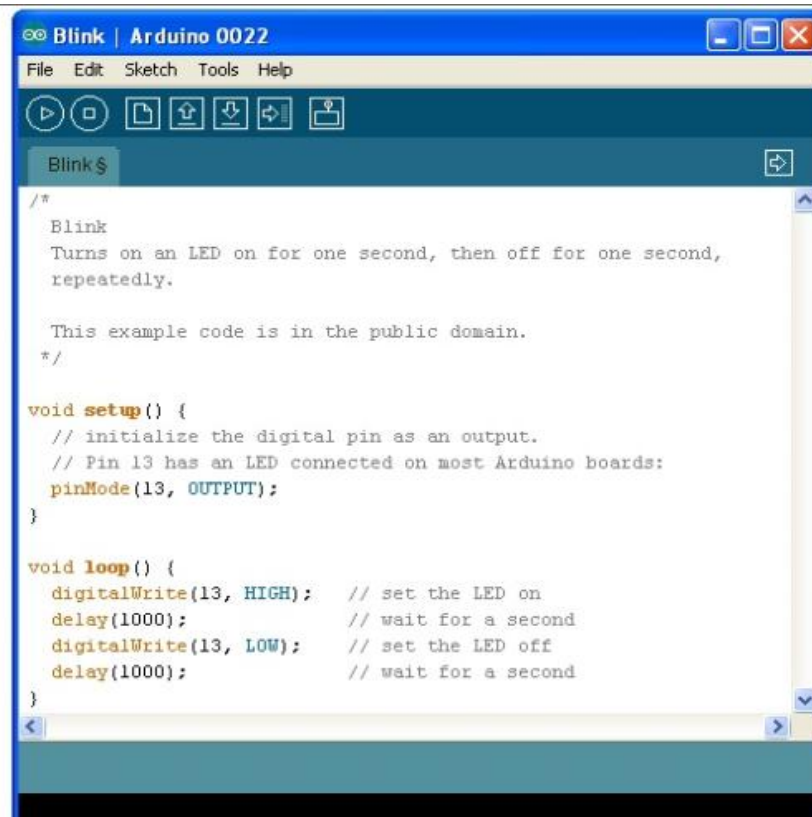 Blink | Arduino 0022
File Edit Sketch Tools Help
Blink §
/*
  Blink
  Turns on an LED on for one second, then off for one second,
  repeatedly.

  This example code is in the public domain.
 */

void setup() {
  // initialize the digital pin as an output.
  // Pin 13 has an LED connected on most Arduino boards:
  pinMode(13, OUTPUT);
}

void loop() {
  digitalWrite(13, HIGH);   // set the LED on
  delay(1000);              // wait for a second
  digitalWrite(13, LOW);    // set the LED off
  delay(1000);              // wait for a second
}